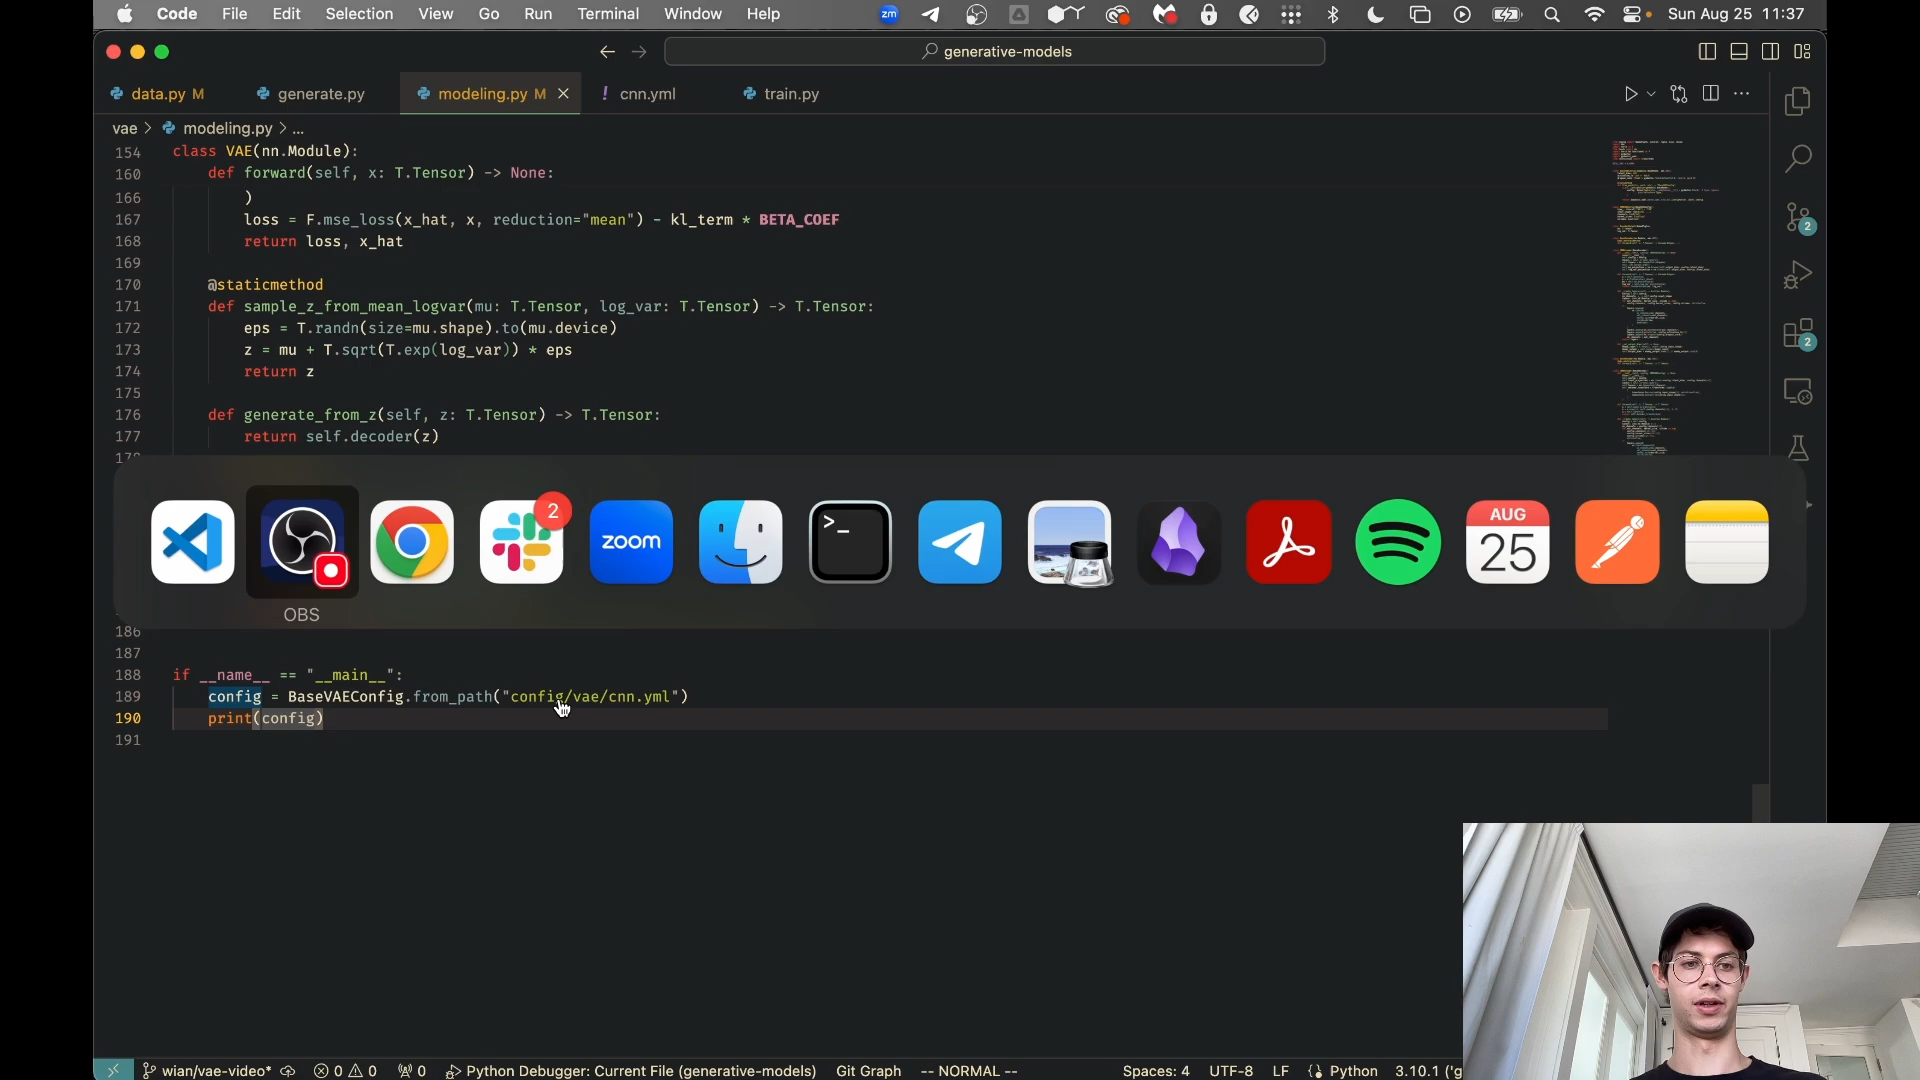 Code File Edit Selection View Go Run Terminal Window Help zm Sun Aug 25 11:37
generative-models
data.py M generate.py modeling.py M ! cnn.yml train.py
vae > modeling.py > ...
154 class VAE(nn.Module):
160 def forward(self, x: T.Tensor) -> None:
166 )
167 loss = F.mse_loss(x_hat, x, reduction="mean") - kl_term * BETA_COEF
168 return loss, x_hat
169
170 @staticmethod
171 def sample_z_from_mean_logvar(mu: T.Tensor, log_var: T.Tensor) -> T.Tensor:
172 eps = T.randn(size=mu.shape).to(mu.device)
173 z = mu + T.sqrt(T.exp(log_var)) * eps
174 return z
175
176 def generate_from_z(self, z: T.Tensor) -> T.Tensor:
177 return self.decoder(z)
2
2
2
zoom
>_
AUG
25
OBS
186
187
188 if __name__ == "__main__":
189 config = BaseVAEConfig.from_path("config/vae/cnn.yml")
190 print(config)
191
wian/vae-video* 0 0 0 Python Debugger: Current File (generative-models) Git Graph -- NORMAL -- Spaces: 4 UTF-8 LF Python 3.10.1 ('g